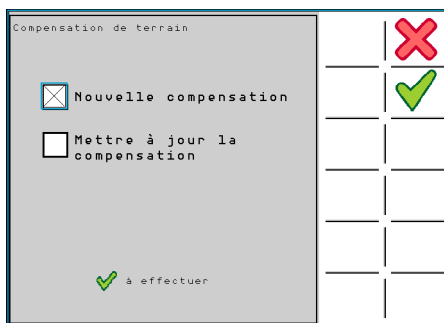 Compensation de terrain
Nouvelle compensation
Mettre à jour la
compensation
à effectuer